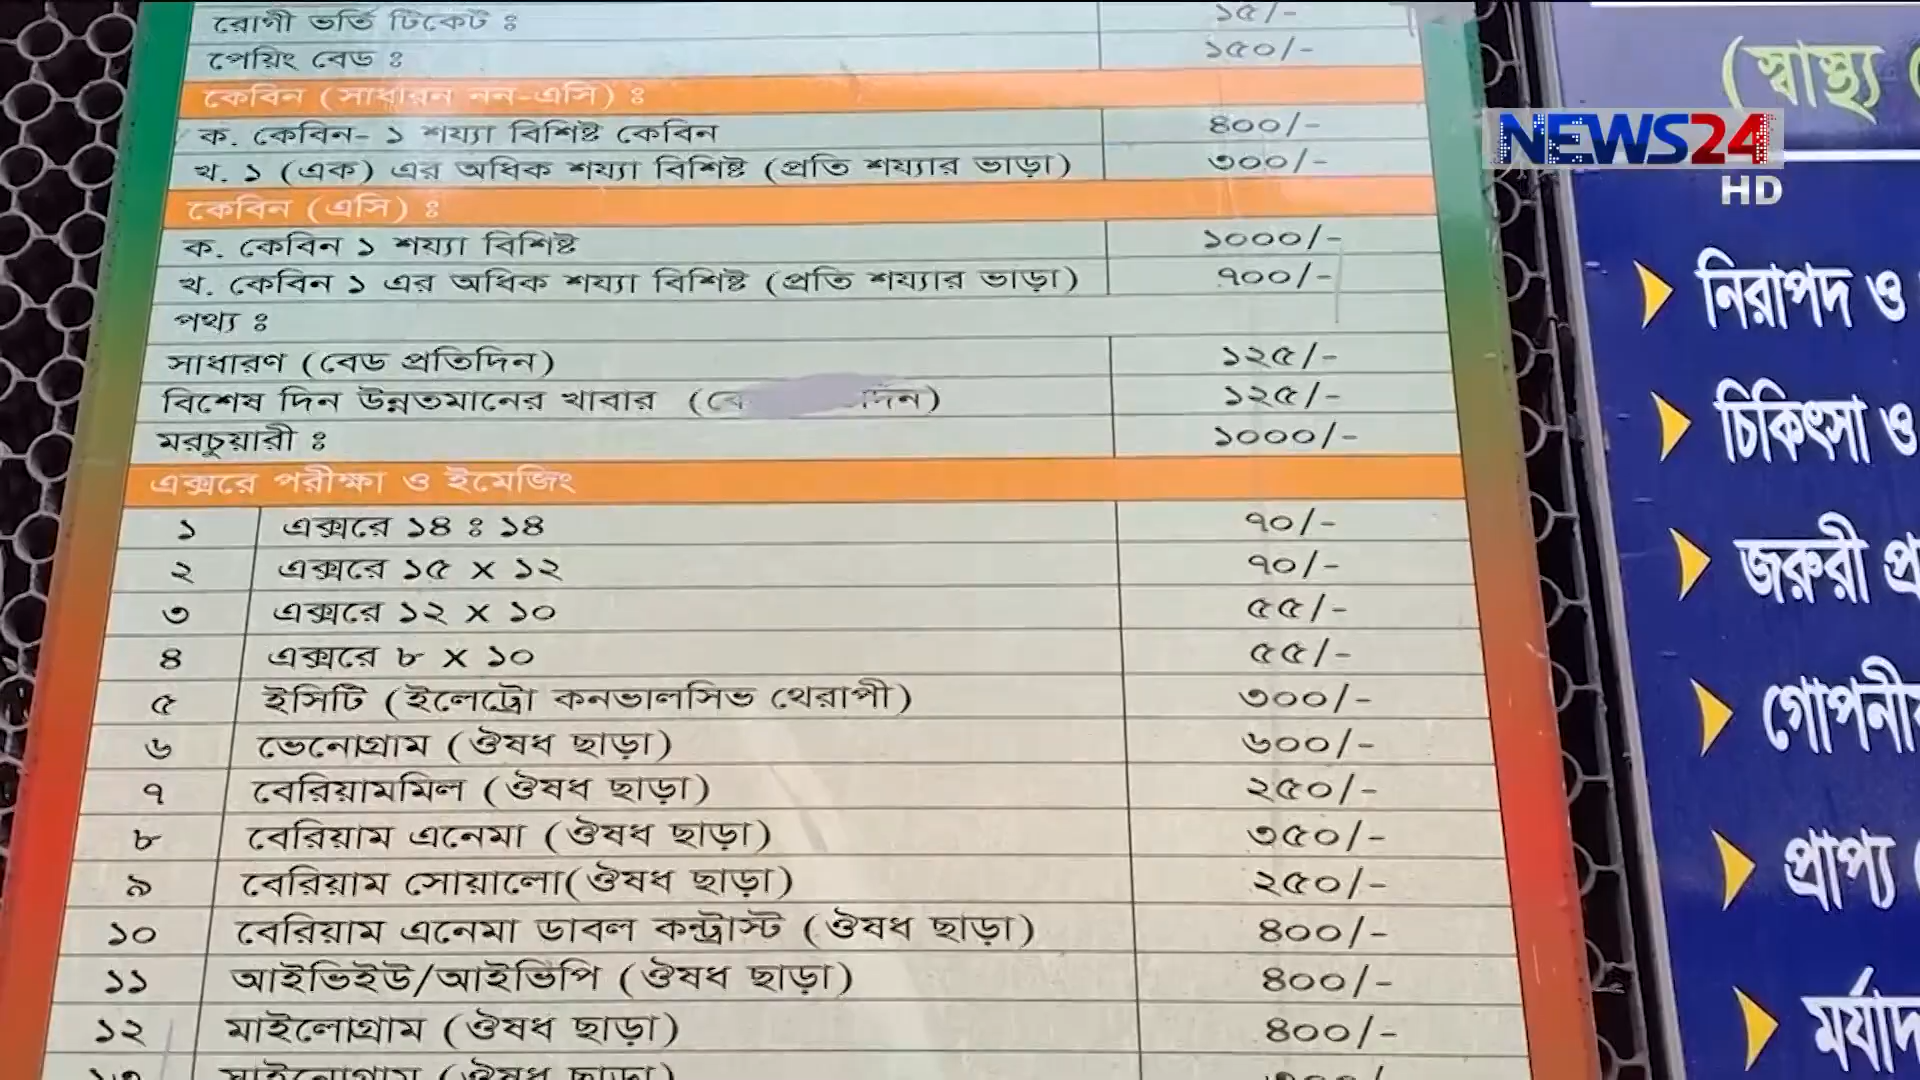 রোগী ভর্তি টিকেট ঃ ১৫/-
পেয়িং বেড ঃ ১৫০/-
কেবিন (সাধারন নন-এসি) ঃ
ক. কেবিন- ১ শয্যা বিশিষ্ট কেবিন ৪০০/-
খ. ১ (এক) এর অধিক শয্যা বিশিষ্ট (প্রতি শয্যার ভাড়া) ৩০০/-
কেবিন (এসি) ঃ
ক. কেবিন ১ শয্যা বিশিষ্ট ১০০০/-
খ. কেবিন ১ এর অধিক শয্যা বিশিষ্ট (প্রতি শয্যার ভাড়া) ৭০০/-
পথ্য ঃ
সাধারণ (বেড প্রতিদিন) ১২৫/-
বিশেষ দিন উন্নতমানের খাবার ১২৫/-
মরচুয়ারী ঃ ১০০০/-
এক্সরে পরীক্ষা ও ইমেজিং
১ এক্সরে ১৪ ঃ ১৪ ৭০/-
২ এক্সরে ১৫ X ১২ ৭০/-
৩ এক্সরে ১২ X ১০ ৫৫/-
৪ এক্সরে ৮ X ১০ ৫৫/-
৫ ইসিটি (ইলেট্রো কনভালসিভ থেরাপী) ৩০০/-
৬ ভেনোগ্রাম (ঔষধ ছাড়া) ৬০০/-
৭ বেরিয়ামমিল (ঔষধ ছাড়া) ২৫০/-
৮ বেরিয়াম এনেমা (ঔষধ ছাড়া) ৩৫০/-
৯ বেরিয়াম সোয়ালো(ঔষধ ছাড়া) ২৫০/-
১০ বেরিয়াম এনেমা ডাবল কন্ট্রাস্ট (ঔষধ ছাড়া) ৪০০/-
১১ আইভিইউ/আইভিপি (ঔষধ ছাড়া) ৪০০/-
১২ মাইলোগ্রাম (ঔষধ ছাড়া) ৪০০/-
১৩ সাইনোগ্রাম (ঔষধ ছাড়া)
(স্বাস্থ্য
NEWS24
HD
নিরাপদ ও
চিকিৎসা ও
জরুরী
প্রাপ্য